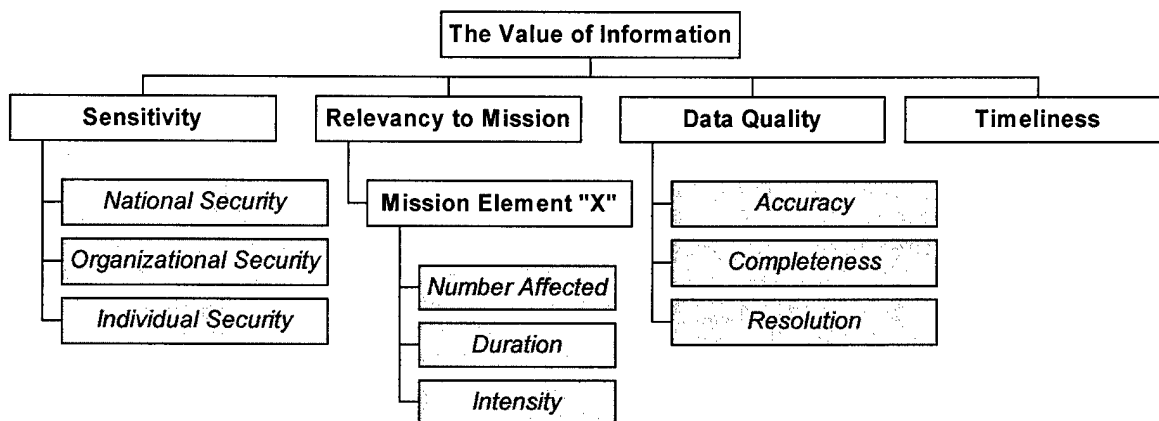 The Value of Information
Sensitivity
Relevancy to Mission
Data Quality
Timeliness
National Security
Organizational Security
Individual Security
Mission Element "X"
Number Affected
Duration
Intensity
Accuracy
Completeness
Resolution